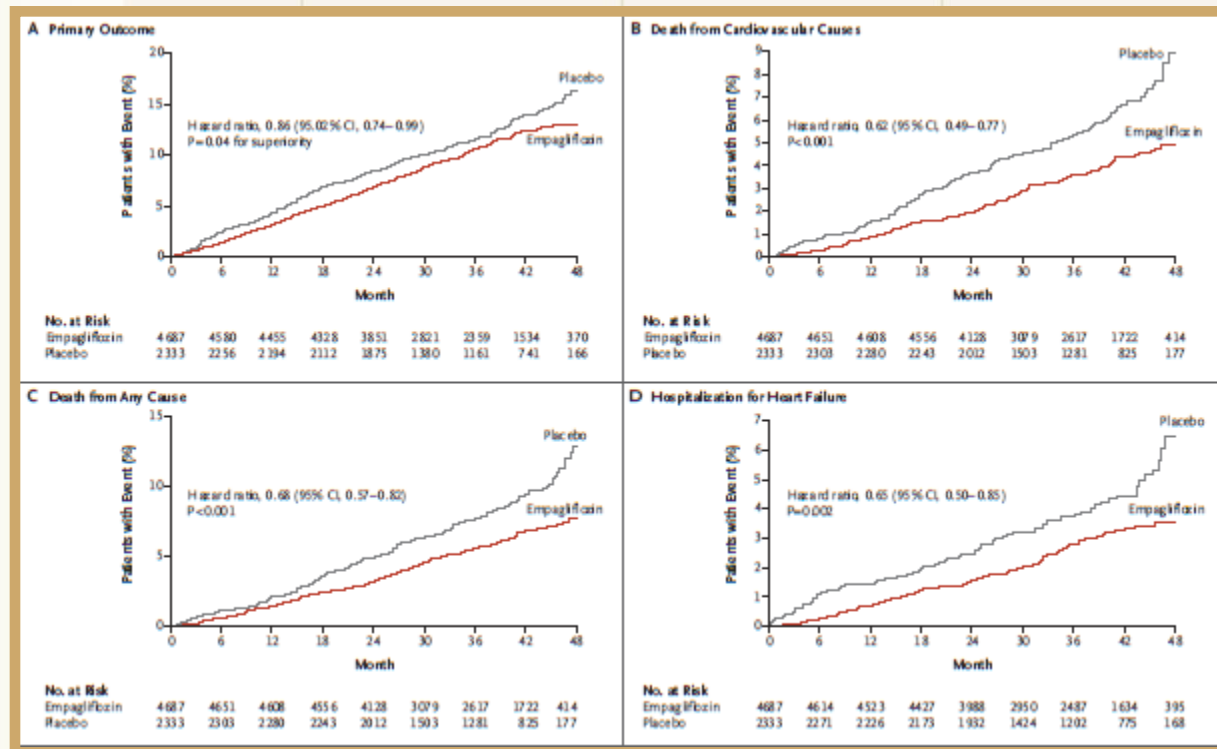 A Primary Outcome
20
15
10
5
0
Patients with Event (%)
Placebo
Hazard ratio, 0.86 (95.02% CI, 0.74–0.99)
P=0.04 for superiority
Empagliflozin
0 6 12 18 24 30 36 42 48
Month
No. at Risk
Empagliflozin 4687 4580 4455 4328 3851 2821 2359 1534 370
Placebo 2333 2256 2194 2112 1875 1380 1161 741 166
B Death from Cardiovascular Causes
9
8
7
6
5
4
3
2
1
0
Patients with Event (%)
Placebo
Hazard ratio, 0.62 (95% CI, 0.49–0.77)
P<0.001
Empagliflozin
0 6 12 18 24 30 36 42 48
Month
No. at Risk
Empagliflozin 4687 4651 4608 4556 4128 3079 2617 1722 414
Placebo 2333 2303 2280 2243 2012 1503 1281 825 177
C Death from Any Cause
15
10
5
0
Patients with Event (%)
Placebo
Hazard ratio, 0.68 (95% CI, 0.57–0.82)
P<0.001
Empagliflozin
0 6 12 18 24 30 36 42 48
Month
No. at Risk
Empagliflozin 4687 4651 4608 4556 4128 3079 2617 1722 414
Placebo 2333 2303 2280 2243 2012 1503 1281 825 177
D Hospitalization for Heart Failure
7
6
5
4
3
2
1
0
Patients with Event (%)
Placebo
Hazard ratio, 0.65 (95% CI, 0.50–0.85)
P=0.002
Empagliflozin
0 6 12 18 24 30 36 42 48
Month
No. at Risk
Empagliflozin 4687 4614 4523 4427 3988 2950 2487 1634 395
Placebo 2333 2271 2226 2173 1932 1424 1202 775 168